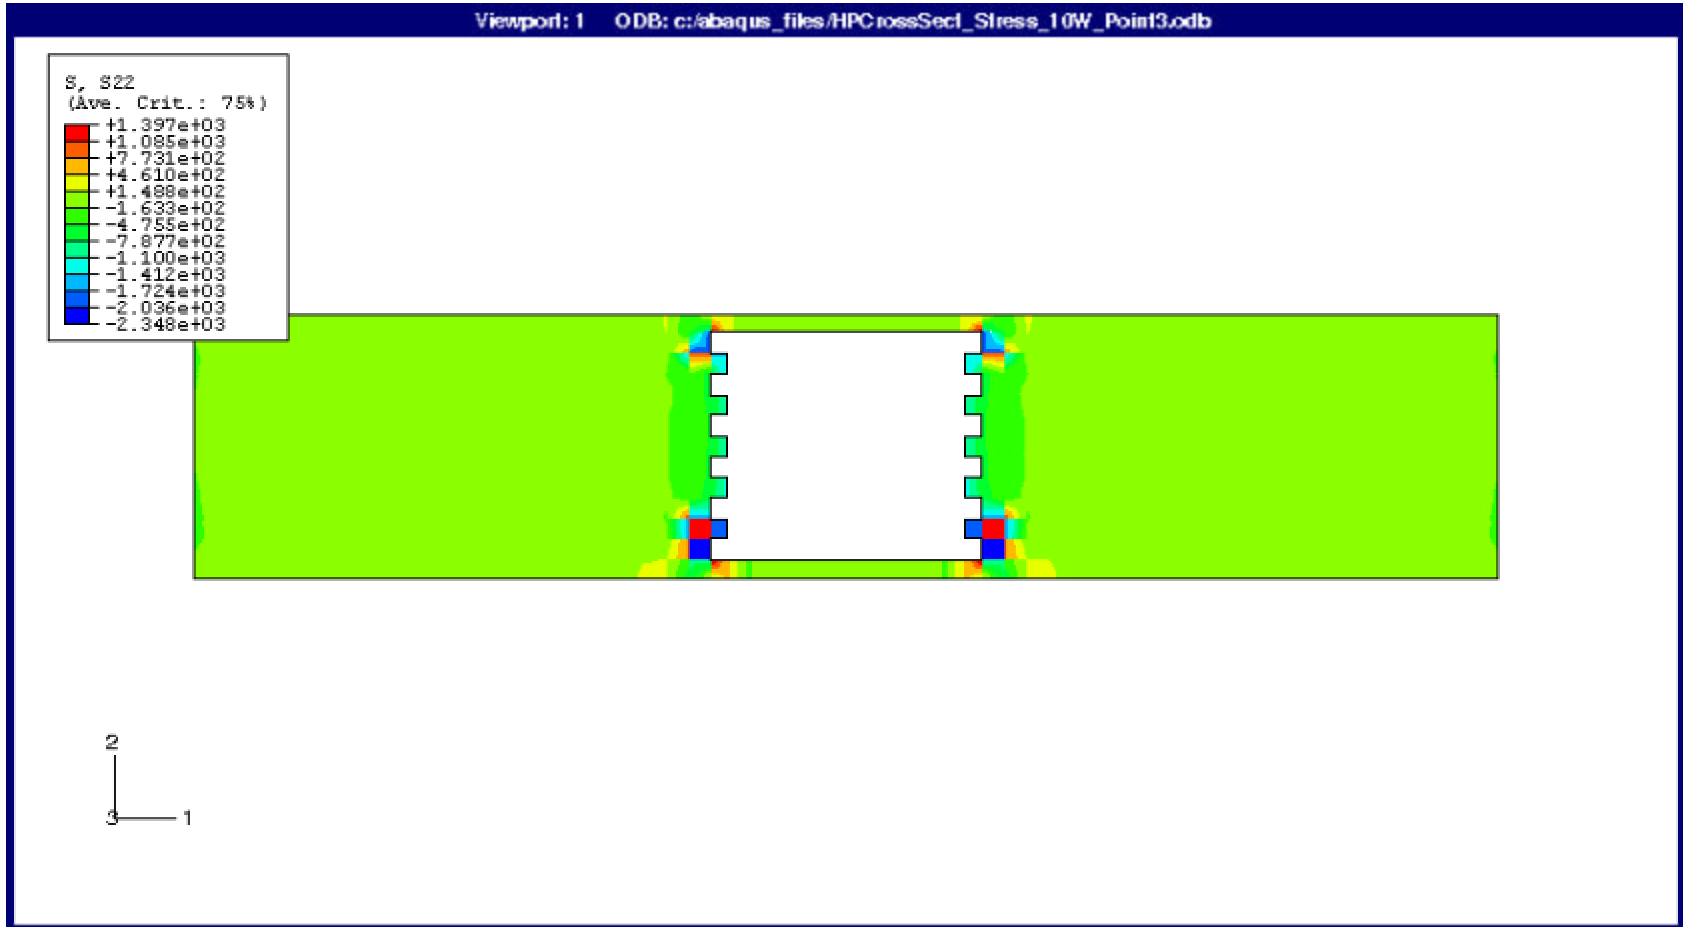 Viewport: 1 ODB: c:/abaqus_files/HPCrossSect_Stress_10W_Point3.odb
S, S22
(Ave. Crit.: 75%)
+1.397e+03
+1.085e+03
+7.731e+02
+4.610e+02
+1.488e+02
-1.633e+02
-4.755e+02
-7.877e+02
-1.100e+03
-1.412e+03
-1.724e+03
-2.036e+03
-2.348e+03
2
3 1